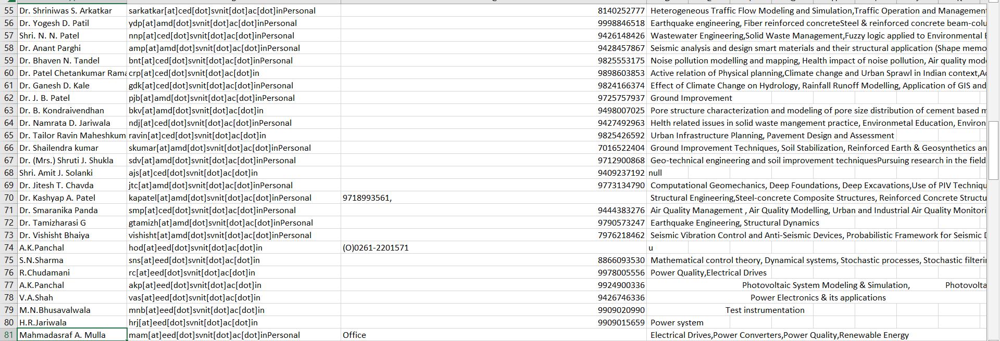 55 Dr. Shriniwas S. Arkatkar sarkatkar[at]ced[dot]svnit[dot]ac[dot]inPersonal 8140252777 Heterogeneous Traffic Flow Modeling and Simulation,Traffic Operation and Management
56 Dr. Yogesh D. Patil ydp[at]amd[dot]svnit[dot]ac[dot]inPersonal 9998846518 Earthquake engineering, Fiber reinforced concreteSteel & reinforced concrete beam-colu
57 Shri. N. N. Patel nnp[at]ced[dot]svnit[dot]ac[dot]inPersonal 9426148426 Wastewater Engineering,Solid Waste Management,Fuzzy logic applied to Environmental
58 Dr. Anant Parghi amp[at]amd[dot]svnit[dot]ac[dot]inPersonal 9428457867 Seismic analysis and design smart materials and their structural application (Shape memo
59 Dr. Bhaven N. Tandel bnt[at]ced[dot]svnit[dot]ac[dot]inPersonal 9825553175 Noise pollution modelling and mapping, Health impact of noise pollution, Air quality mod
60 Dr. Patel Chetankumar Rama crp[at]ced[dot]svnit[dot]ac[dot]in 9898603853 Active relation of Physical planning,Climate change and Urban Sprawl in Indian context,A
61 Dr. Ganesh D. Kale gdk[at]ced[dot]svnit[dot]ac[dot]inPersonal 9824166374 Effect of Climate Change on Hydrology, Rainfall Runoff Modelling, Application of GIS and
62 Dr. J. B. Patel pjb[at]amd[dot]svnit[dot]ac[dot]inPersonal 9725757937 Ground Improvement
63 Dr. B. Kondraivendhan bkv[at]amd[dot]svnit[dot]ac[dot]in 9498007025 Pore structure characterization and modeling of pore size distribution of cement based
64 Dr. Namrata D. Jariwala ndj[at]ced[dot]svnit[dot]ac[dot]inPersonal 9427492963 Helth related issues in solid waste mangement practice, Environmetal Education, Environ
65 Dr. Tailor Ravin Maheshkum ravin[at]ced[dot]svnit[dot]ac[dot]in 9825426592 Urban Infrastructure Planning, Pavement Design and Assessment
66 Dr. Shailendra kumar skumar[at]amd[dot]svnit[dot]ac[dot]inPersonal 7016522404 Ground Improvement Techniques, Soil Stabilization, Reinforced Earth & Geosynthetics an
67 Dr. (Mrs.) Shruti J. Shukla sdv[at]amd[dot]svnit[dot]ac[dot]inPersonal 9712900868 Geo-technical engineering and soil improvement techniquesPursuing research in the field
68 Shri. Amit J. Solanki ajs[at]ced[dot]svnit[dot]ac[dot]in 9409237192 null
69 Dr. Jitesh T. Chavda jtc[at]amd[dot]svnit[dot]ac[dot]inPersonal 9773134790 Computational Geomechanics, Deep Foundations, Deep Excavations,Use of PIV Techniqu
70 Dr. Kashyap A. Patel kapatel[at]amd[dot]svnit[dot]ac[dot]inPersonal 9718993561, Structural Engineering,Steel-concrete Composite Structures, Reinforced Concrete Structu
71 Dr. Smaranika Panda smp[at]ced[dot]svnit[dot]ac[dot]inPersonal 9444383276 Air Quality Management , Air Quality Modelling, Urban and Industrial Air Quality Monitori
72 Dr. Tamizharasi G gtamizh[at]amd[dot]svnit[dot]ac[dot]inPersonal 9790573247 Earthquake Engineering, Structural Dynamics
73 Dr. Vishisht Bhaiya vishisht[at]amd[dot]svnit[dot]ac[dot]inPersonal 7976218462 Seismic Vibration Control and Anti-Seismic Devices, Probabilistic Framework for Seismic
74 A.K.Panchal hod[at]eed[dot]svnit[dot]ac[dot]in (O)0261-2201571 u
75 S.N.Sharma sns[at]eed[dot]svnit[dot]ac[dot]in 8866093530 Mathematical control theory, Dynamical systems, Stochastic processes, Stochastic filteri
76 R.Chudamani rc[at]eed[dot]svnit[dot]ac[dot]in 9978005556 Power Quality,Electrical Drives
77 A.K.Panchal akp[at]eed[dot]svnit[dot]ac[dot]in 9924900336 Photovoltaic System Modeling & Simulation, Photovolta
78 V.A.Shah vas[at]eed[dot]svnit[dot]ac[dot]in 9426746336 Power Electronics & its applications
79 M.N.Bhusavalwala mnb[at]eed[dot]svnit[dot]ac[dot]in 9909020990 Test instrumentation
80 H.R.Jariwala hrj[at]eed[dot]svnit[dot]ac[dot]in 9909015659 Power system
81 Mahmadasraf A. Mulla mam[at]eed[dot]svnit[dot]ac[dot]inPersonal Office Electrical Drives,Power Converters,Power Quality,Renewable Energy